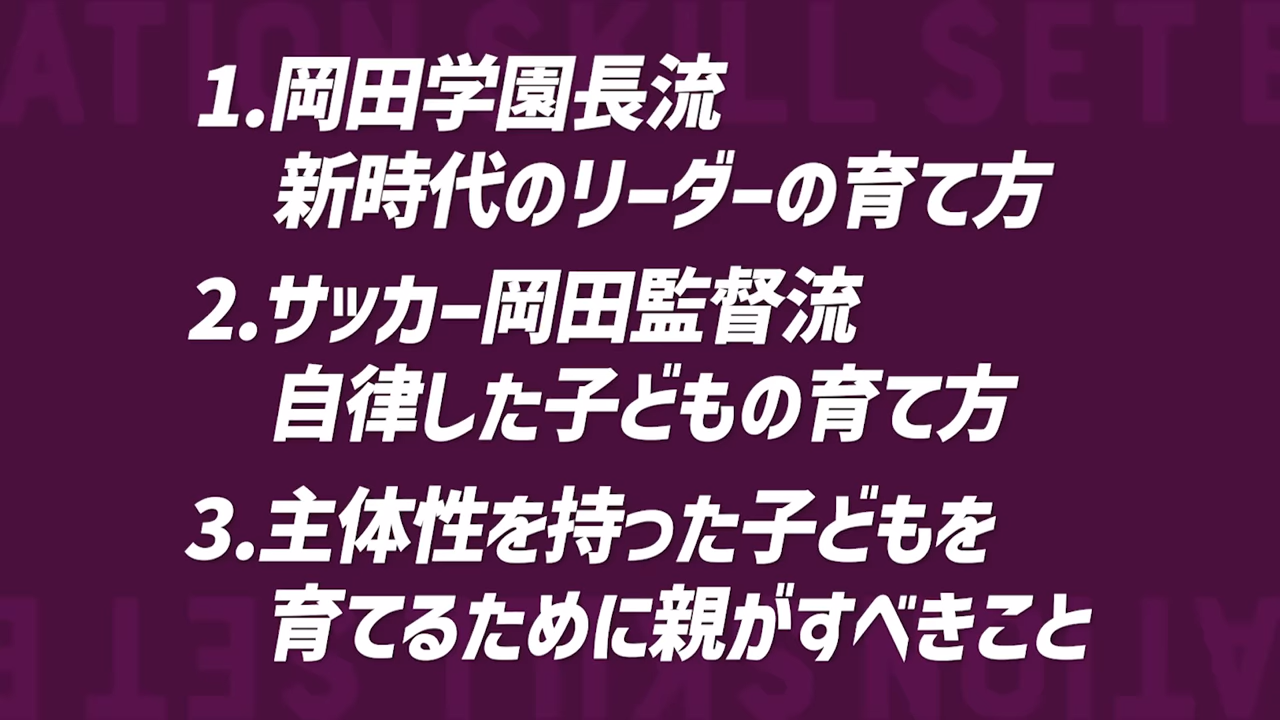 ATION SKILL SET E
1.岡田学園長流
新時代のリーダーの育て方
2.サッカー岡田監督流
自律した子どもの育て方
3.主体性を持った子どもを
育てるために親がすべきこと